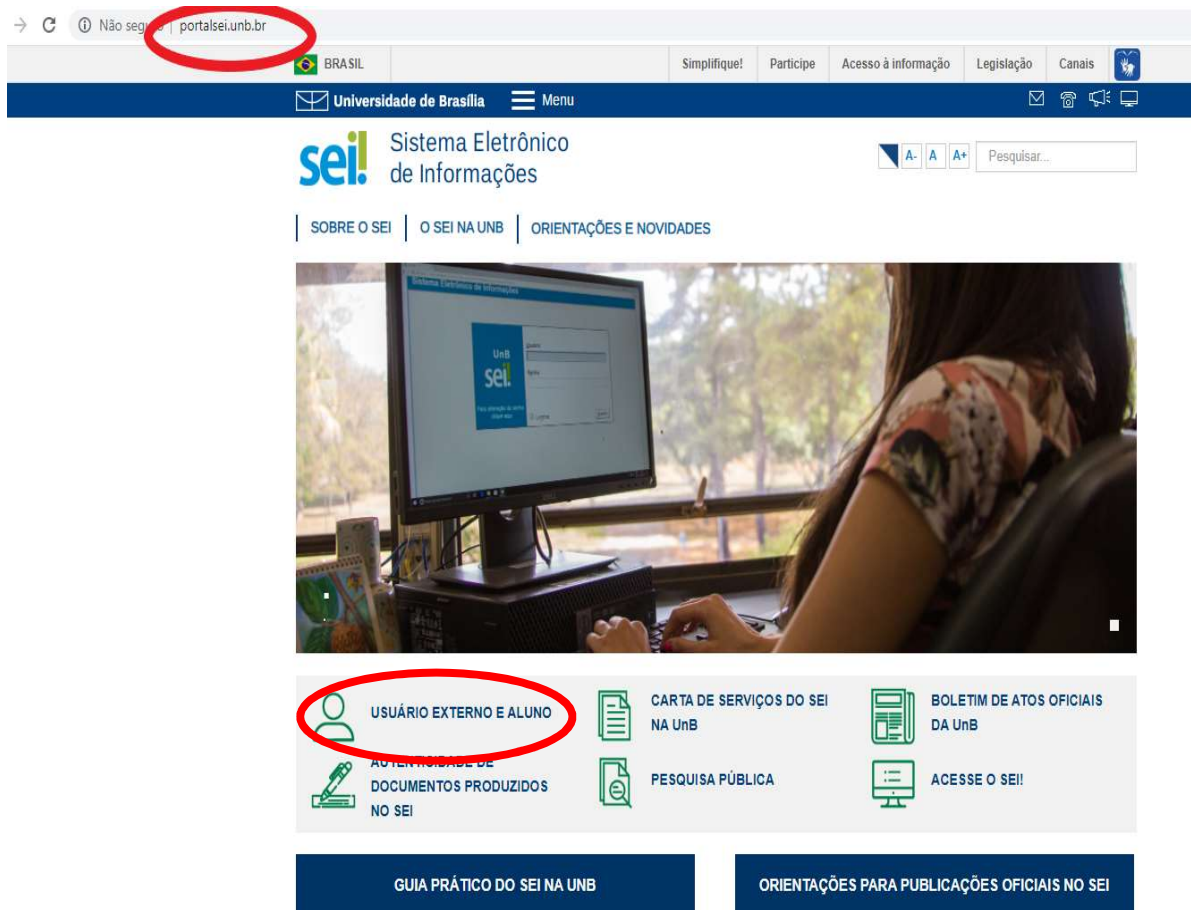 Não segu
portalsei.unb.br
BRASIL
Simplifique!
Participe
Acesso à informação
Legislação
Canais
Universidade de Brasília
Menu
sei!
Sistema Eletrônico
de Informações
A-
A
A+
Pesquisar...
SOBRE O SEI
O SEI NA UNB
ORIENTAÇÕES E NOVIDADES
Sistema Eletrônico de Informações
UnB
sei!
USUÁRIO EXTERNO E ALUNO
CARTA DE SERVIÇOS DO SEI
NA UnB
BOLETIM DE ATOS OFICIAIS
DA UnB
AUTENTICIDADE DE
DOCUMENTOS PRODUZIDOS
NO SEI
PESQUISA PÚBLICA
ACESSE O SEI!
GUIA PRÁTICO DO SEI NA UNB
ORIENTAÇÕES PARA PUBLICAÇÕES OFICIAIS NO SEI